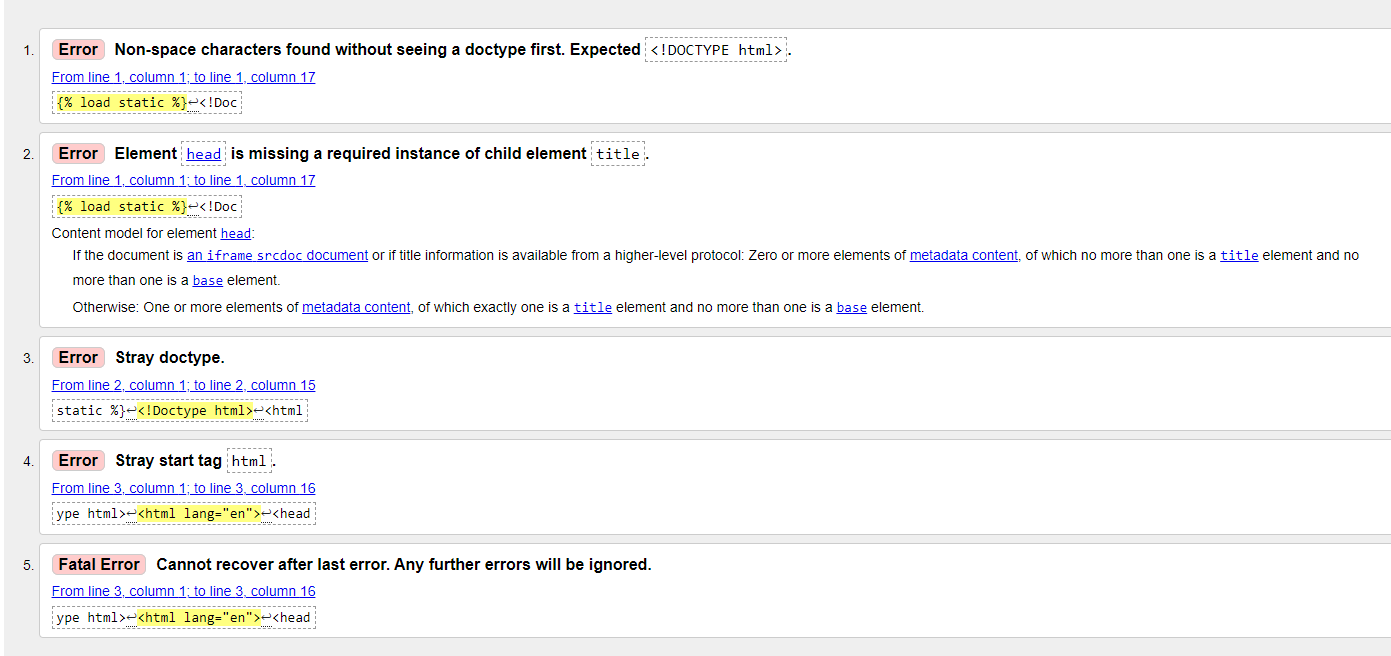 1. Error Non-space characters found without seeing a doctype first. Expected <!DOCTYPE html>.
From line 1, column 1; to line 1, column 17
{% load static %}↩<!Doc
2. Error Element head is missing a required instance of child element title.
From line 1, column 1; to line 1, column 17
{% load static %}↩<!Doc
Content model for element head:
If the document is an iframe srcdoc document or if title information is available from a higher-level protocol: Zero or more elements of metadata content, of which no more than one is a title element and no
more than one is a base element.
Otherwise: One or more elements of metadata content, of which exactly one is a title element and no more than one is a base element.
3. Error Stray doctype.
From line 2, column 1; to line 2, column 15
static %}↩<!Doctype html>↩<html
4. Error Stray start tag html.
From line 3, column 1; to line 3, column 16
ype html>↩<html lang="en">↩<head
5. Fatal Error Cannot recover after last error. Any further errors will be ignored.
From line 3, column 1; to line 3, column 16
ype html>↩<html lang="en">↩<head